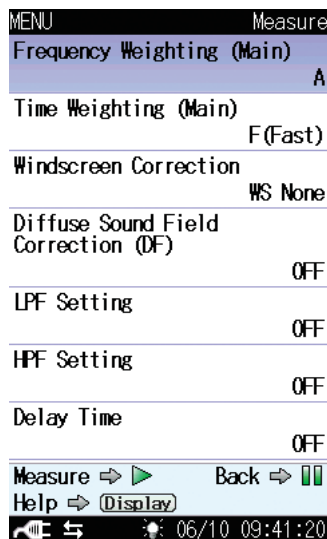 MENU Measure
Frequency Weighting (Main)
A
Time Weighting (Main)
F(Fast)
Windscreen Correction
WS None
Diffuse Sound Field
Correction (DF)
OFF
LPF Setting
OFF
HPF Setting
OFF
Delay Time
OFF
Measure ⇨ ▷ Back ⇨ ▯▯
Help ⇨ (Display)
06/10 09:41:20